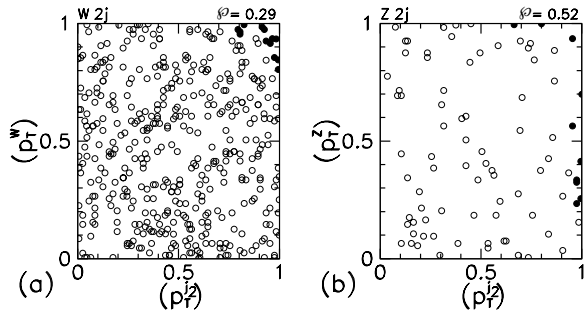 W 2j ℘= 0.29
1
0.5
0
(p_T^W)
0 0.5 1
(a) (p_T^{j2})
Z 2j ℘= 0.52
1
0.5
0
(p_T^Z)
0 0.5 1
(b) (p_T^{j2})